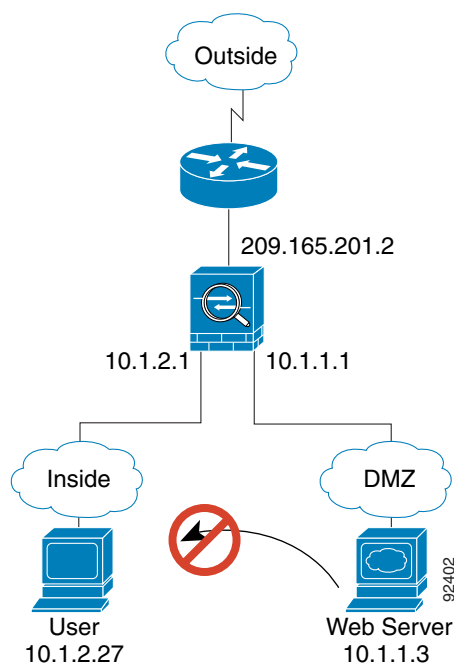 Outside
209.165.201.2
10.1.2.1
10.1.1.1
Inside
DMZ
User
10.1.2.27
Web Server
10.1.1.3
92402